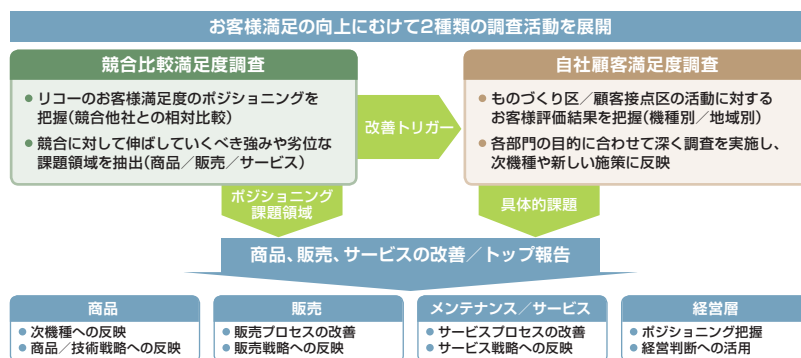 お客様満足の向上にむけて2種類の調査活動を展開
競合比較満足度調査
● リコーのお客様満足度のポジショニングを
把握(競合他社との相対比較)
● 競合に対して伸ばしていくべき強みや劣位な
課題領域を抽出(商品／販売／サービス)
改善トリガー
自社顧客満足度調査
● ものづくり区／顧客接点区の活動に対する
お客様評価結果を把握(機種別／地域別)
● 各部門の目的に合わせて深く調査を実施し、
次機種や新しい施策に反映
ポジショニング
課題領域
具体的課題
商品、販売、サービスの改善／トップ報告
商品
● 次機種への反映
● 商品／技術戦略への反映
販売
● 販売プロセスの改善
● 販売戦略への反映
メンテナンス／サービス
● サービスプロセスの改善
● サービス戦略への反映
経営層
● ポジショニング把握
● 経営判断への活用